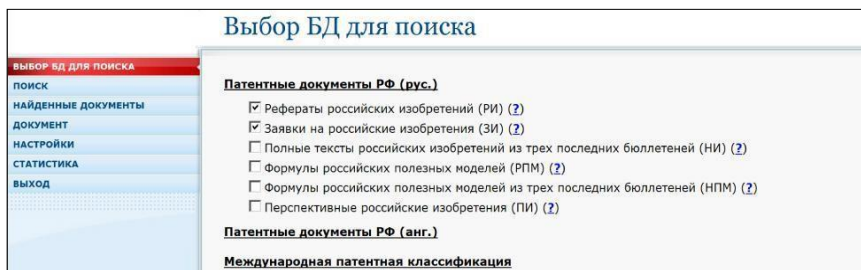 Выбор БД для поиска
ВЫБОР БД ДЛЯ ПОИСКА
ПОИСК
НАЙДЕННЫЕ ДОКУМЕНТЫ
ДОКУМЕНТ
НАСТРОЙКИ
СТАТИСТИКА
ВЫХОД
Патентные документы РФ (рус.)
Рефераты российских изобретений (РИ) (?)
Заявки на российские изобретения (ЗИ) (?)
Полные тексты российских изобретений из трех последних бюллетеней (НИ) (?)
Формулы российских полезных моделей (РПМ) (?)
Формулы российских полезных моделей из трех последних бюллетеней (НПМ) (?)
Перспективные российские изобретения (ПИ) (?)
Патентные документы РФ (анг.)
Международная патентная классификация